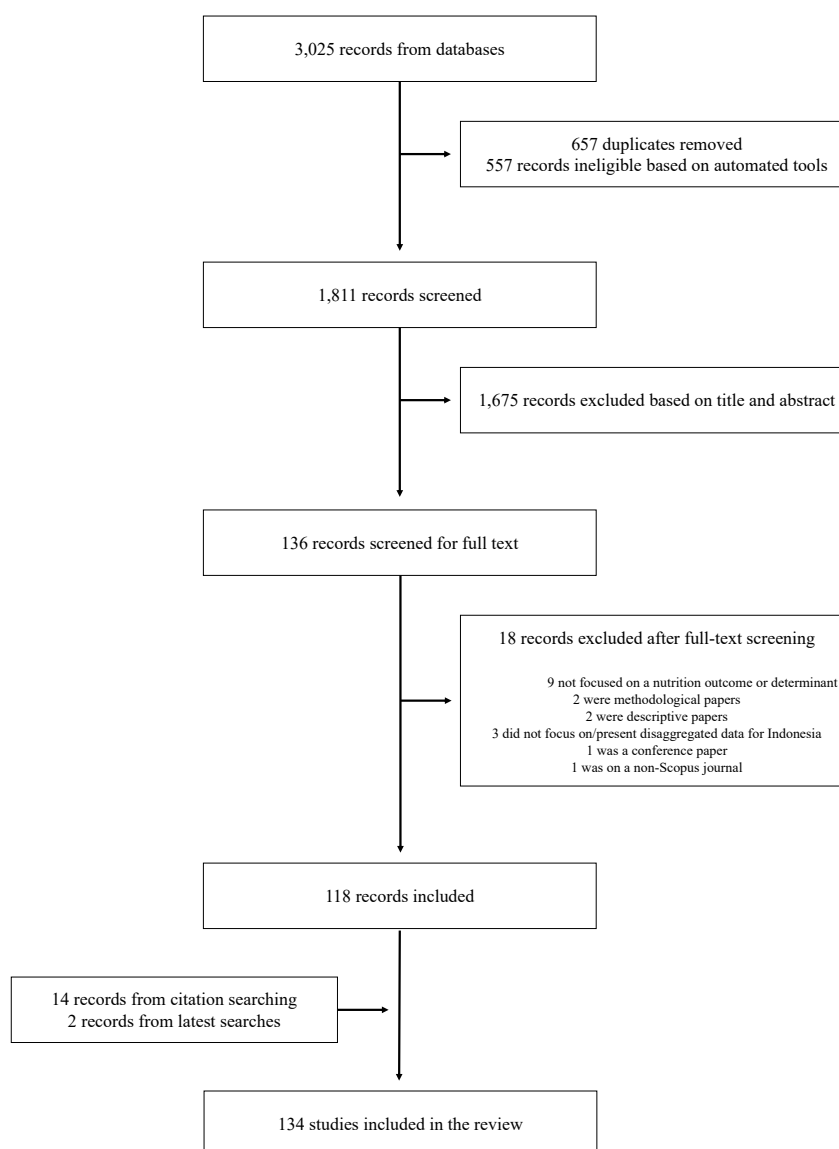 3,025 records from databases
657 duplicates removed
557 records ineligible based on automated tools
1,811 records screened
1,675 records excluded based on title and abstract
136 records screened for full text
18 records excluded after full-text screening
9 not focused on a nutrition outcome or determinant
2 were methodological papers
2 were descriptive papers
3 did not focus on/present disaggregated data for Indonesia
1 was a conference paper
1 was on a non-Scopus journal
118 records included
14 records from citation searching
2 records from latest searches
134 studies included in the review